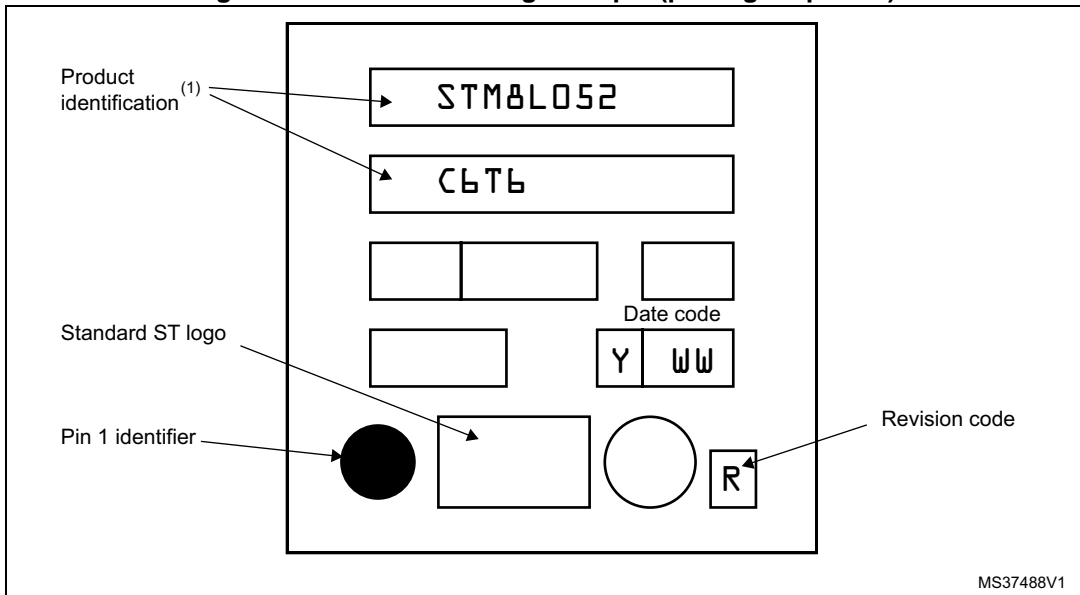 Product
identification (1)
STM8L052
C6T6
Date code
Standard ST logo
Y WW
Pin 1 identifier
Revision code
R
MS37488V1